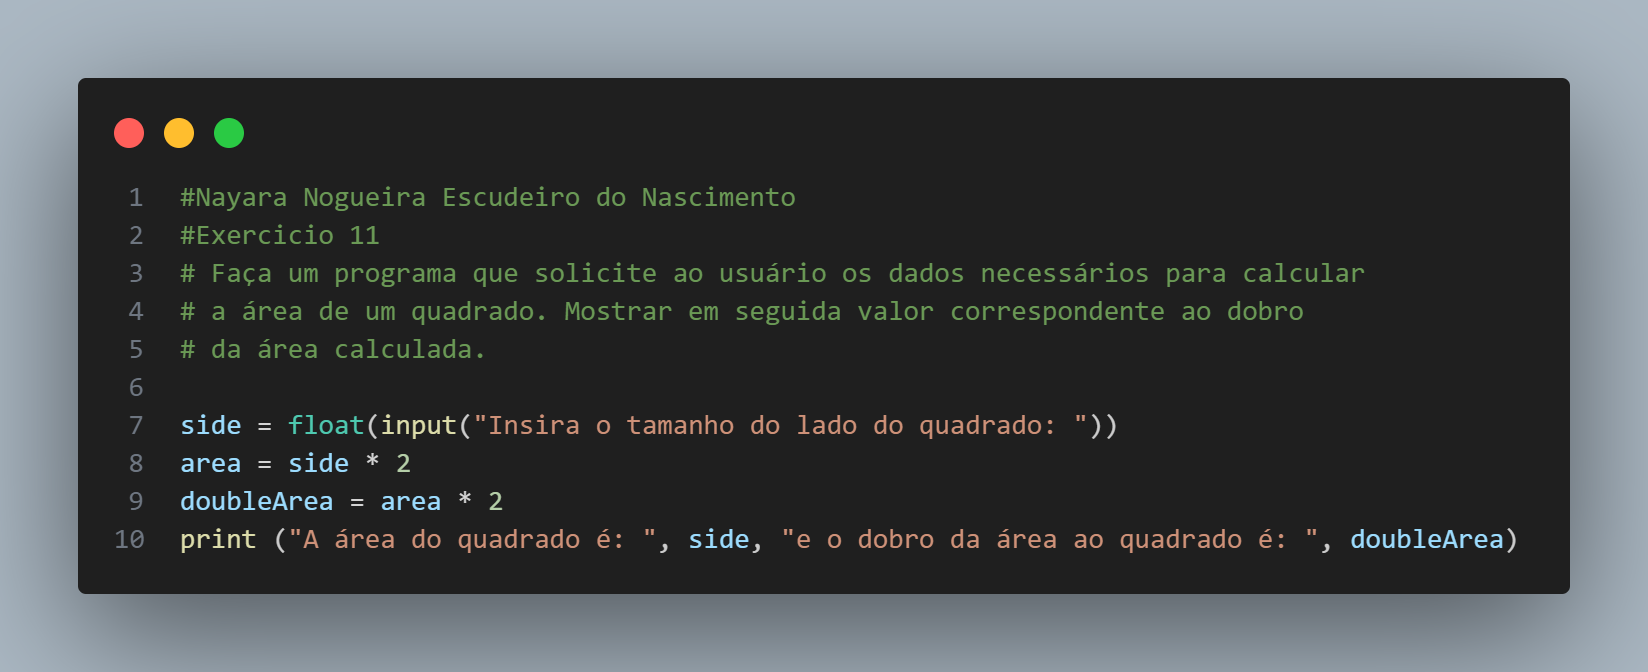 1 #Nayara Nogueira Escudeiro do Nascimento
2 #Exercicio 11
3 # Faça um programa que solicite ao usuário os dados necessários para calcular
4 # a área de um quadrado. Mostrar em seguida valor correspondente ao dobro
5 # da área calculada.
6
7 side = float(input("Insira o tamanho do lado do quadrado: "))
8 area = side * 2
9 doubleArea = area * 2
10 print ("A área do quadrado é: ", side, "e o dobro da área ao quadrado é: ", doubleArea)